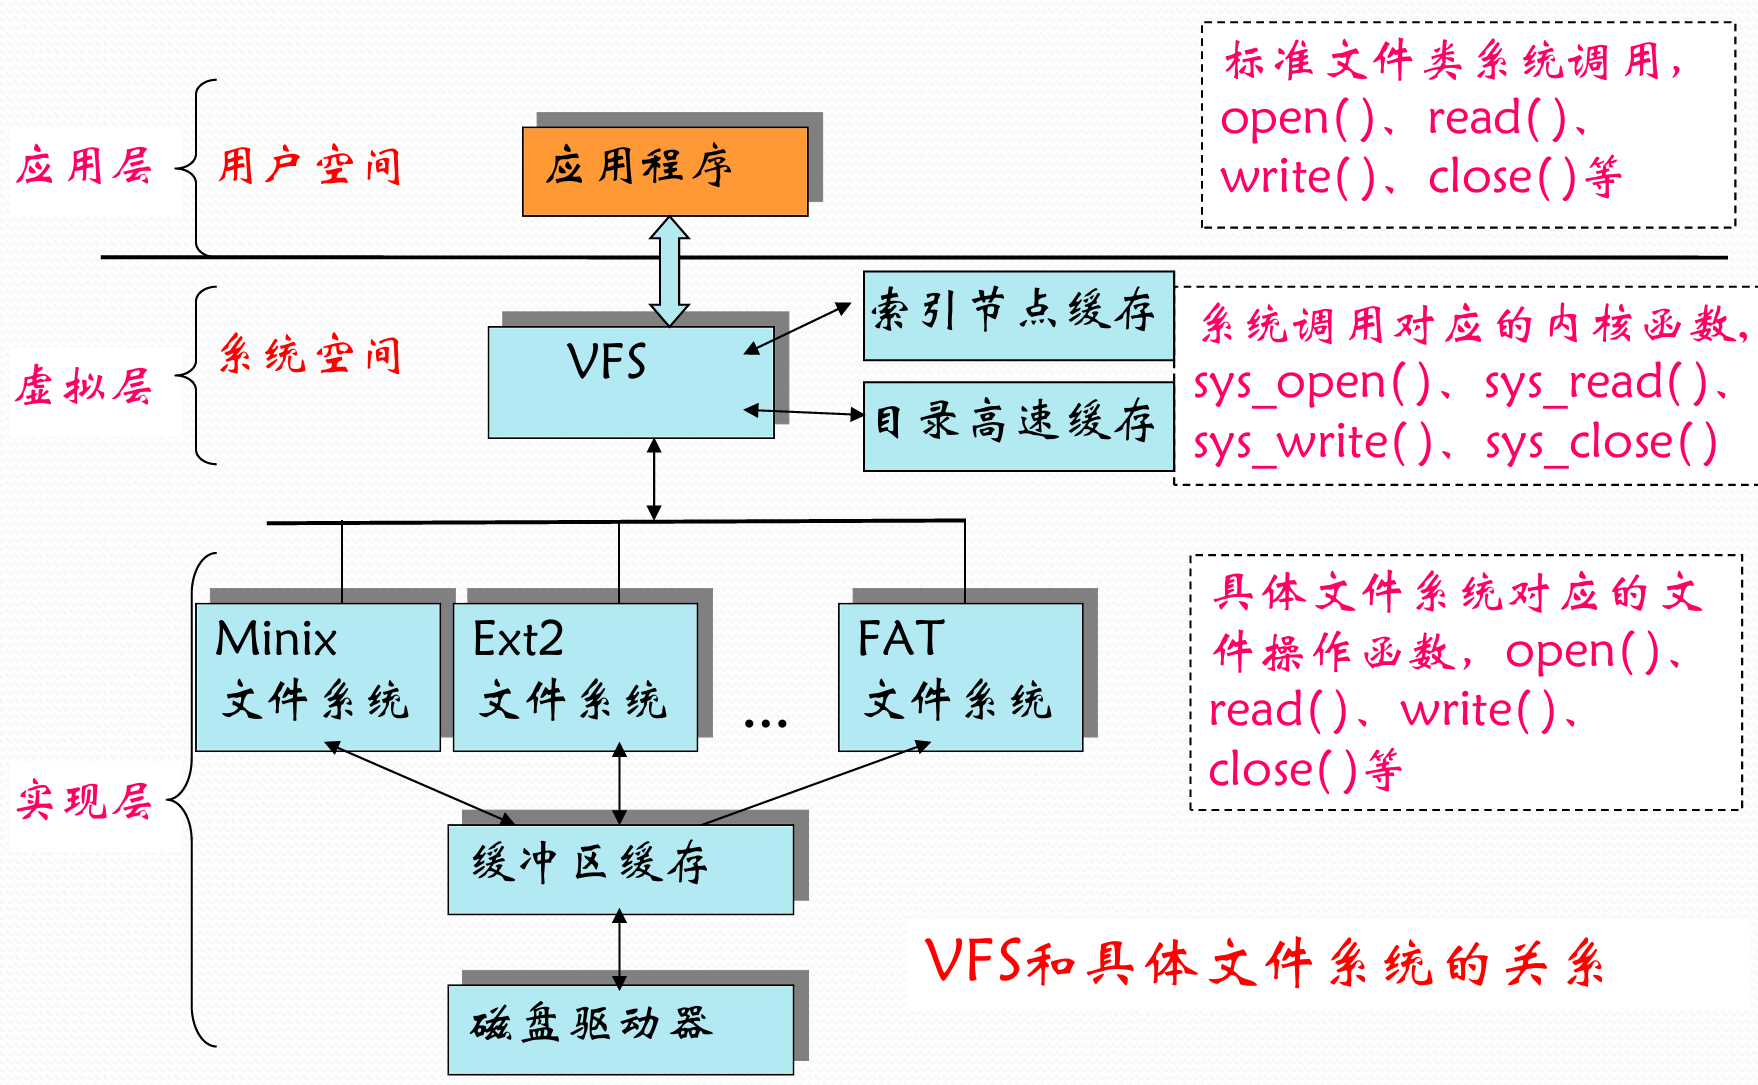 标准文件类系统调用,
open()、read()、
write()、close()等
应用层
用户空间
应用程序
虚拟层
系统空间
VFS
索引节点缓存
目录高速缓存
系统调用对应的内核函数,
sys_open()、sys_read()、
sys_write()、sys_close()
实现层
Minix
文件系统
Ext2
文件系统
...
FAT
文件系统
具体文件系统对应的文
件操作函数, open()、
read()、write()、
close()等
缓冲区缓存
磁盘驱动器
VFS和具体文件系统的关系